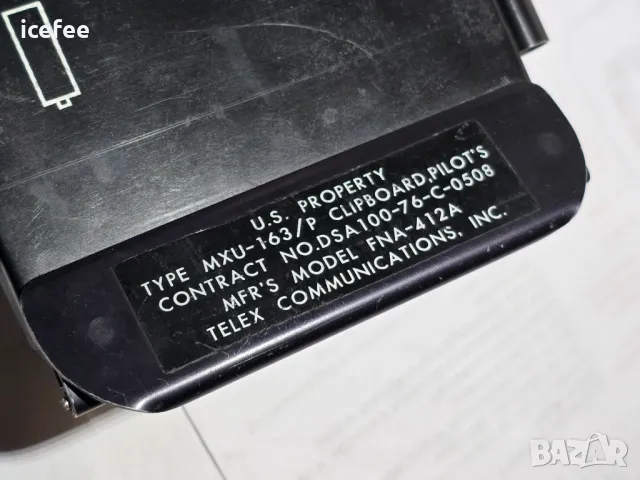 icefee
U.S. PROPERTY
TYPE MXU-163/P CLIPBOARD,PILOT'S
CONTRACT NO.DSA100-76-C-0508
MFR'S MODEL FNA-412A
TELEX COMMUNICATIONS, INC.
BAZAR